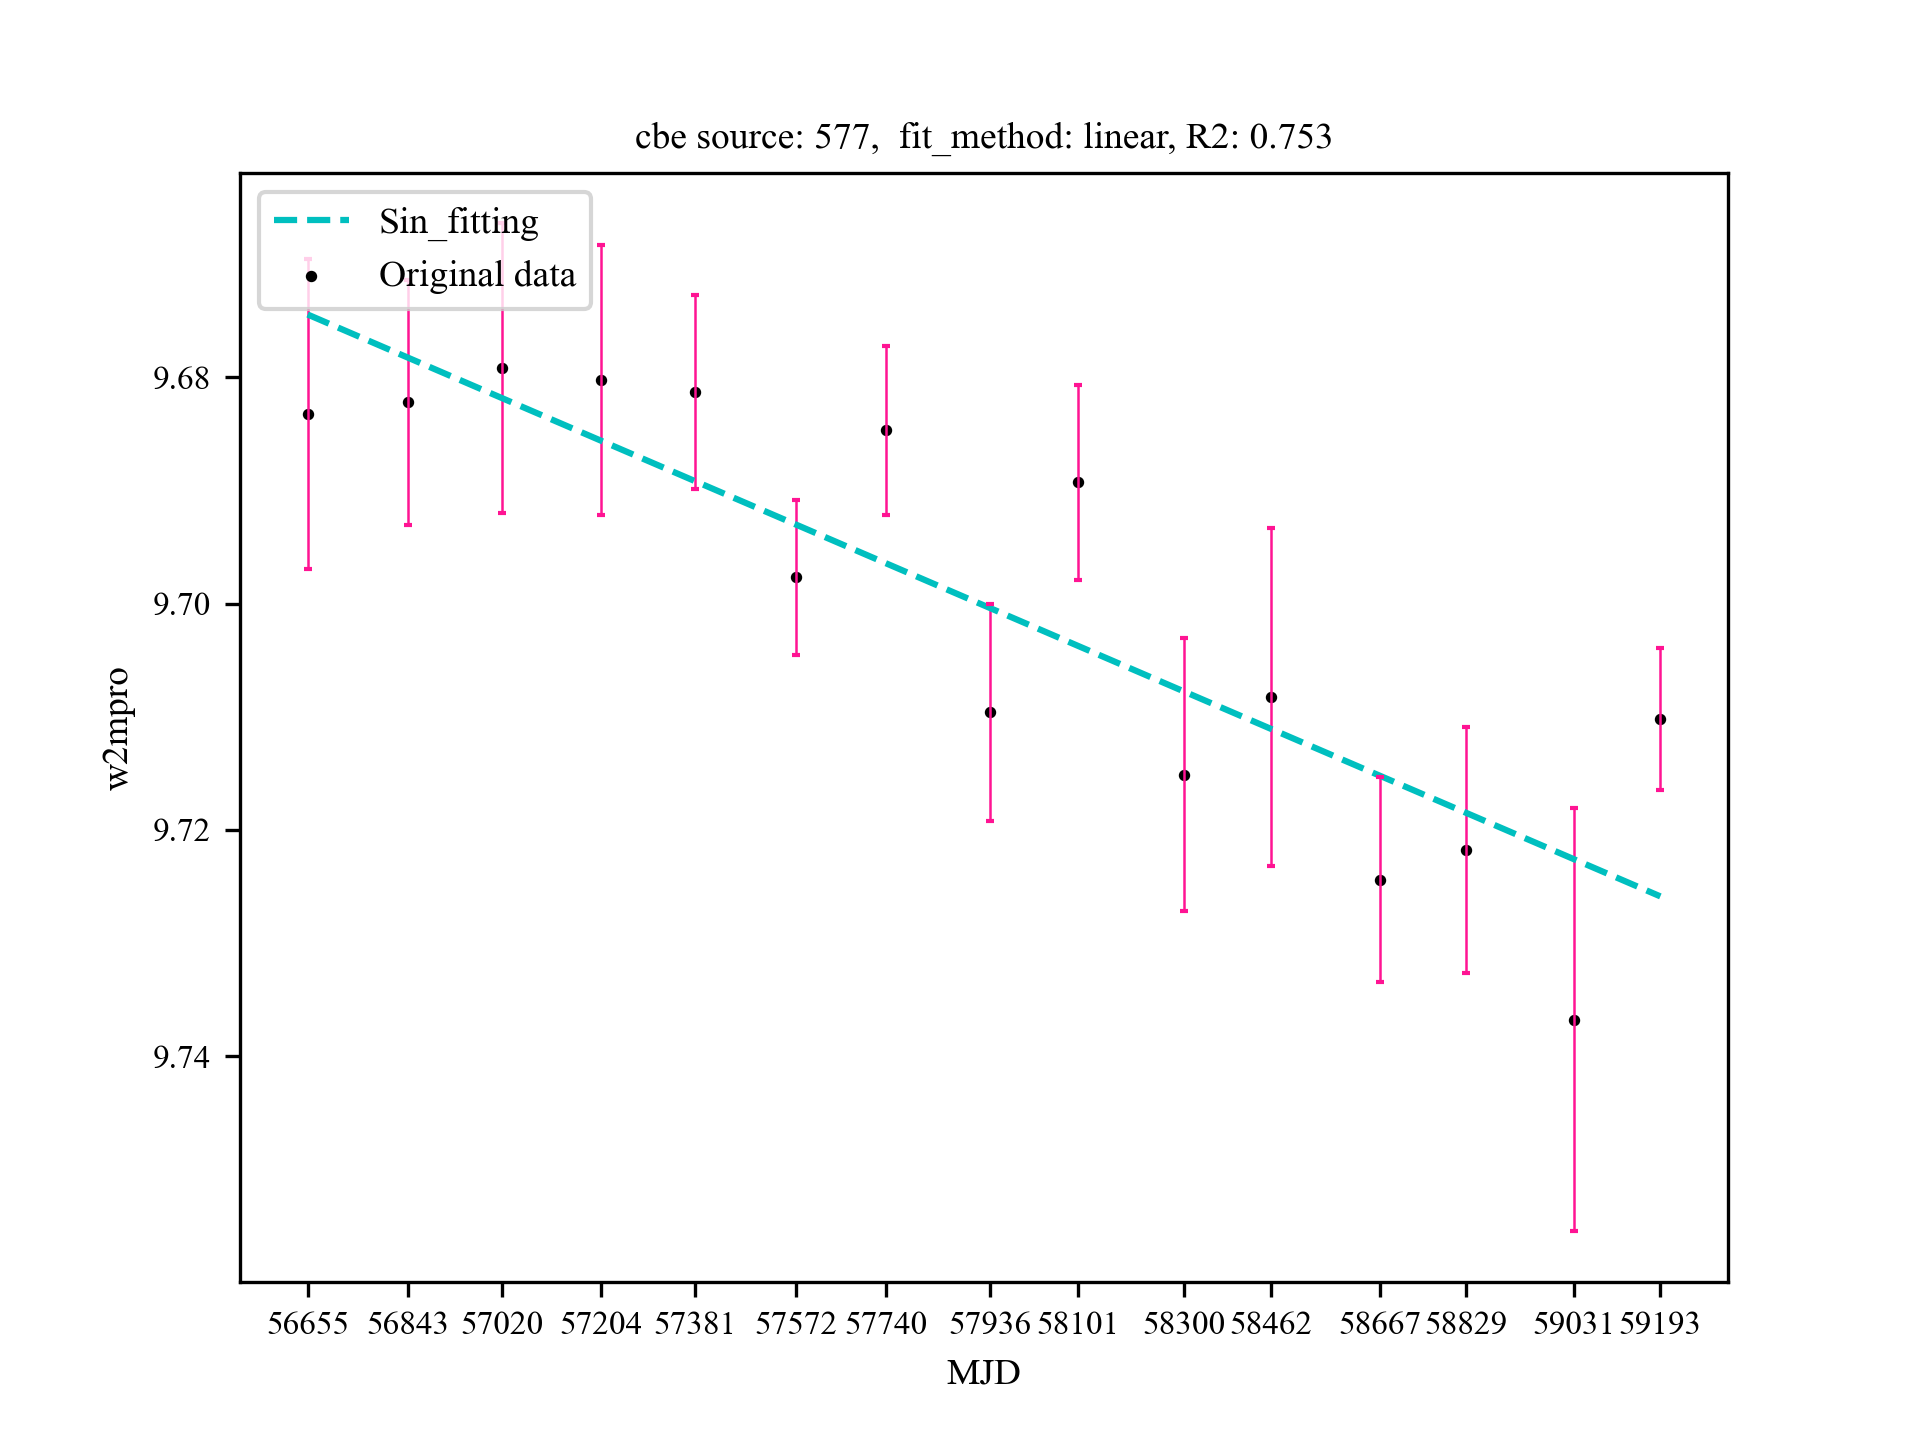 cbe source: 577,  fit_method: linear, R2: 0.753
Sin_fitting
Original data
9.68
9.70
9.72
9.74
w2mpro
56655 56843 57020 57204 57381 57572 57740 57936 58101 58300 58462 58667 58829 59031 59193
MJD